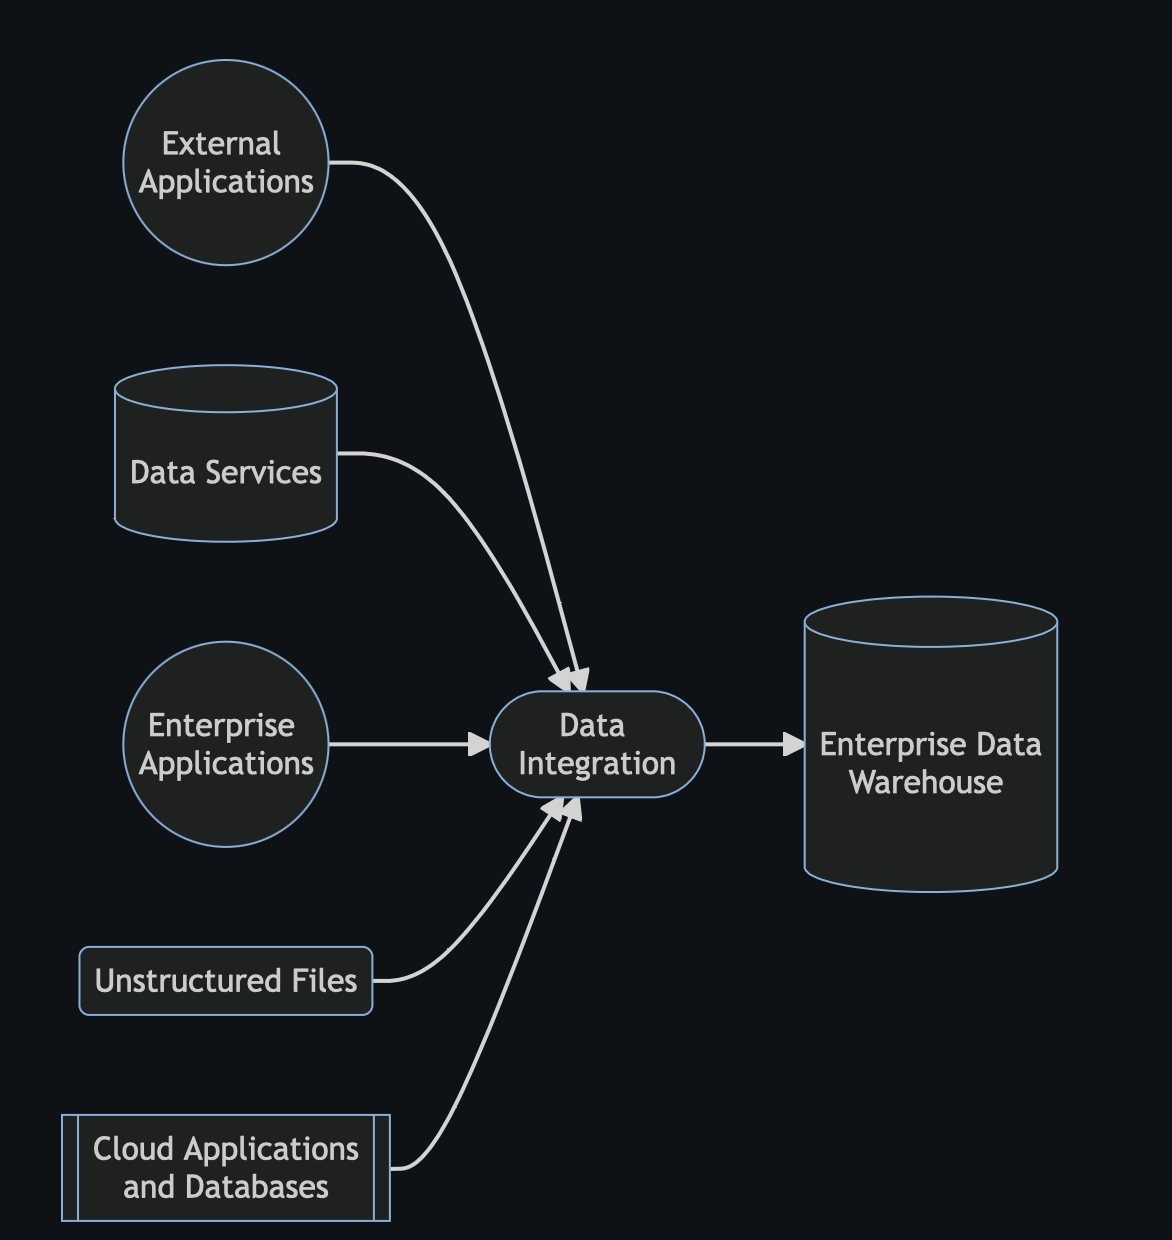 External
Applications
Data Services
Enterprise
Applications
Data
Integration
Enterprise Data
Warehouse
Unstructured Files
Cloud Applications
and Databases